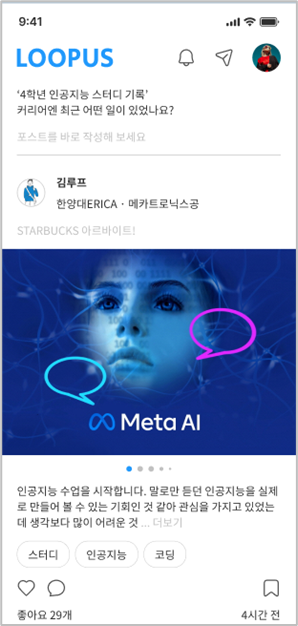 9:41
LOOPUS
‘4학년 인공지능 스터디 기록’
커리어엔 최근 어떤 일이 있었나요?
포스트를 바로 작성해 보세요
김루프
한양대ERICA · 메카트로닉스공
STARBUCKS 아르바이트!
Meta AI
인공지능 수업을 시작합니다. 말로만 듣던 인공지능을 실제
로 만들어 볼 수 있는 기회인 것 같아 관심을 가지고 있었는
데 생각보다 많이 어려운 것 ... 더보기
스터디 인공지능 코딩
좋아요 29개 4시간 전